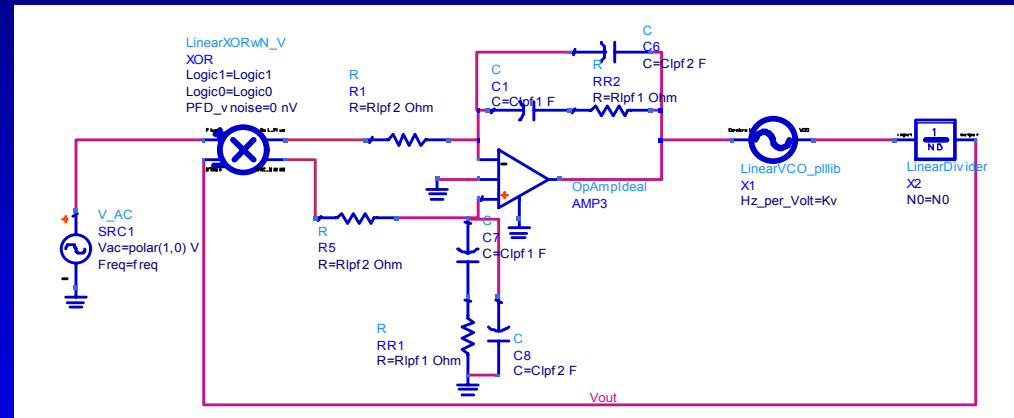 LinearXORwN_V
XOR
Logic1=Logic1
Logic0=Logic0
PFD_vnoise=0 nV
R
R1
R=Rlpf2 Ohm
C
C1
C=Clpf1 F
R
RR2
R=Rlpf1 Ohm
C
C6
C=Clpf2 F
OpAmpIdeal
AMP3
LinearVCO_plllib
X1
Hz_per_Volt=Kv
1
N0
LinearDivider
X2
N0=N0
V_AC
SRC1
Vac=polar(1,0) V
Freq=freq
R
R5
R=Rlpf2 Ohm
C
C7
C=Clpf1 F
R
RR1
R=Rlpf1 Ohm
C
C8
C=Clpf2 F
Vout